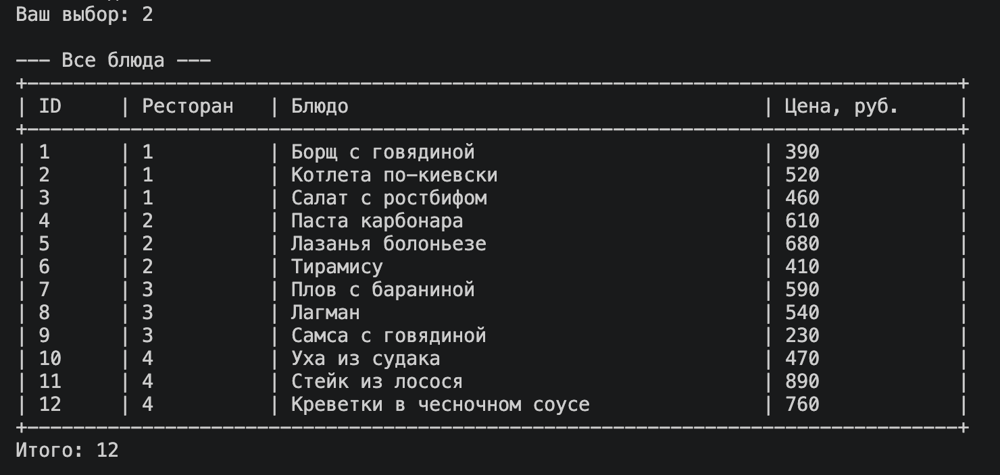 Ваш выбор: 2
--- Все блюда ---
+---------------------------------------------------------------------------------+
| ID     | Ресторан   | Блюдо                                    | Цена, руб.     |
+---------------------------------------------------------------------------------+
| 1      | 1          | Борщ с говядиной                         | 390            |
| 2      | 1          | Котлета по-киевски                       | 520            |
| 3      | 1          | Салат с ростбифом                        | 460            |
| 4      | 2          | Паста карбонара                          | 610            |
| 5      | 2          | Лазанья болоньезе                        | 680            |
| 6      | 2          | Тирамису                                 | 410            |
| 7      | 3          | Плов с бараниной                         | 590            |
| 8      | 3          | Лагман                                   | 540            |
| 9      | 3          | Самса с говядиной                        | 230            |
| 10     | 4          | Уха из судака                            | 470            |
| 11     | 4          | Стейк из лосося                          | 890            |
| 12     | 4          | Креветки в чесночном соусе               | 760            |
+---------------------------------------------------------------------------------+
Итого: 12